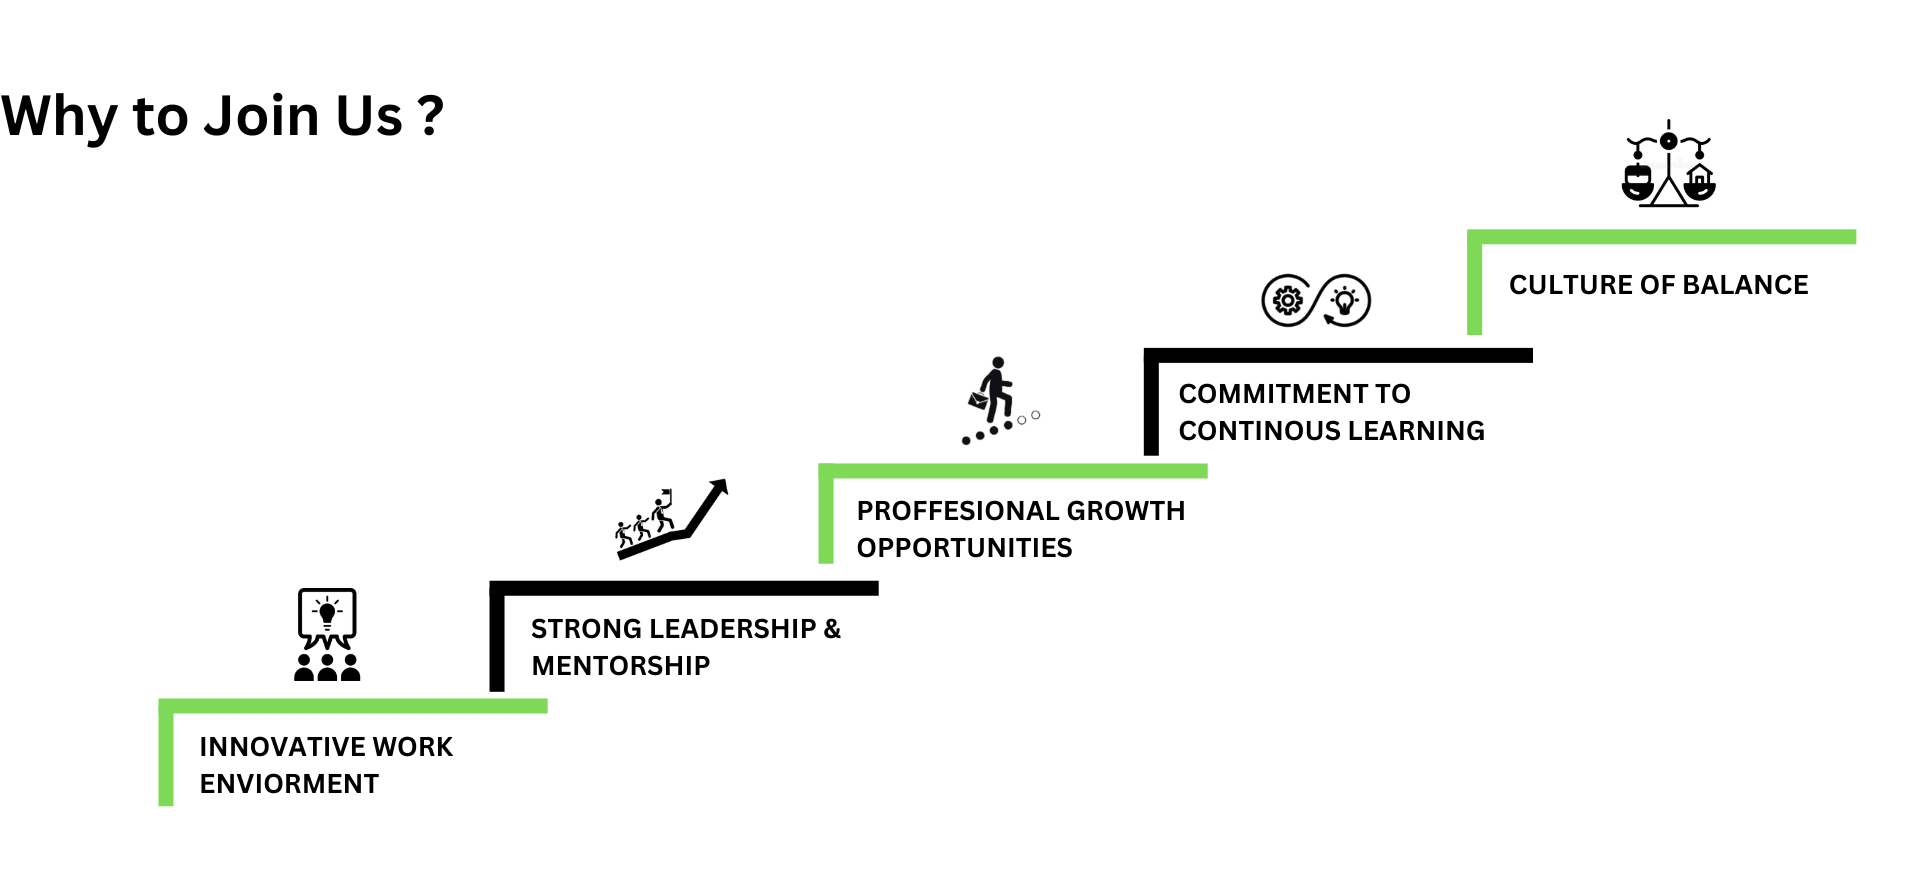 Why to Join Us ?
CULTURE OF BALANCE
COMMITMENT TO
CONTINOUS LEARNING
PROFFESIONAL GROWTH
OPPORTUNITIES
STRONG LEADERSHIP &
MENTORSHIP
INNOVATIVE WORK
ENVIORMENT